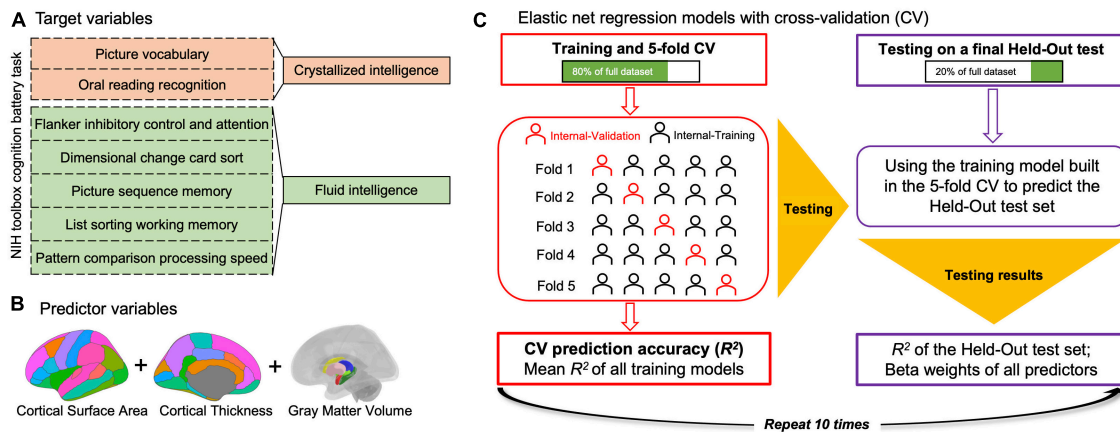 A Target variables
NIH toolbox cognition battery task
Picture vocabulary
Oral reading recognition
Crystallized intelligence
Flanker inhibitory control and attention
Dimensional change card sort
Picture sequence memory
List sorting working memory
Pattern comparison processing speed
Fluid intelligence
B Predictor variables
+
+
Cortical Surface Area
Cortical Thickness
Gray Matter Volume
C Elastic net regression models with cross-validation (CV)
Training and 5-fold CV
80% of full dataset
Internal-Validation
Internal-Training
Fold 1
Fold 2
Fold 3
Fold 4
Fold 5
CV prediction accuracy (R²)
Mean R² of all training models
Testing
Testing on a final Held-Out test
20% of full dataset
Using the training model built
in the 5-fold CV to predict the
Held-Out test set
Testing results
R² of the Held-Out test set;
Beta weights of all predictors
Repeat 10 times